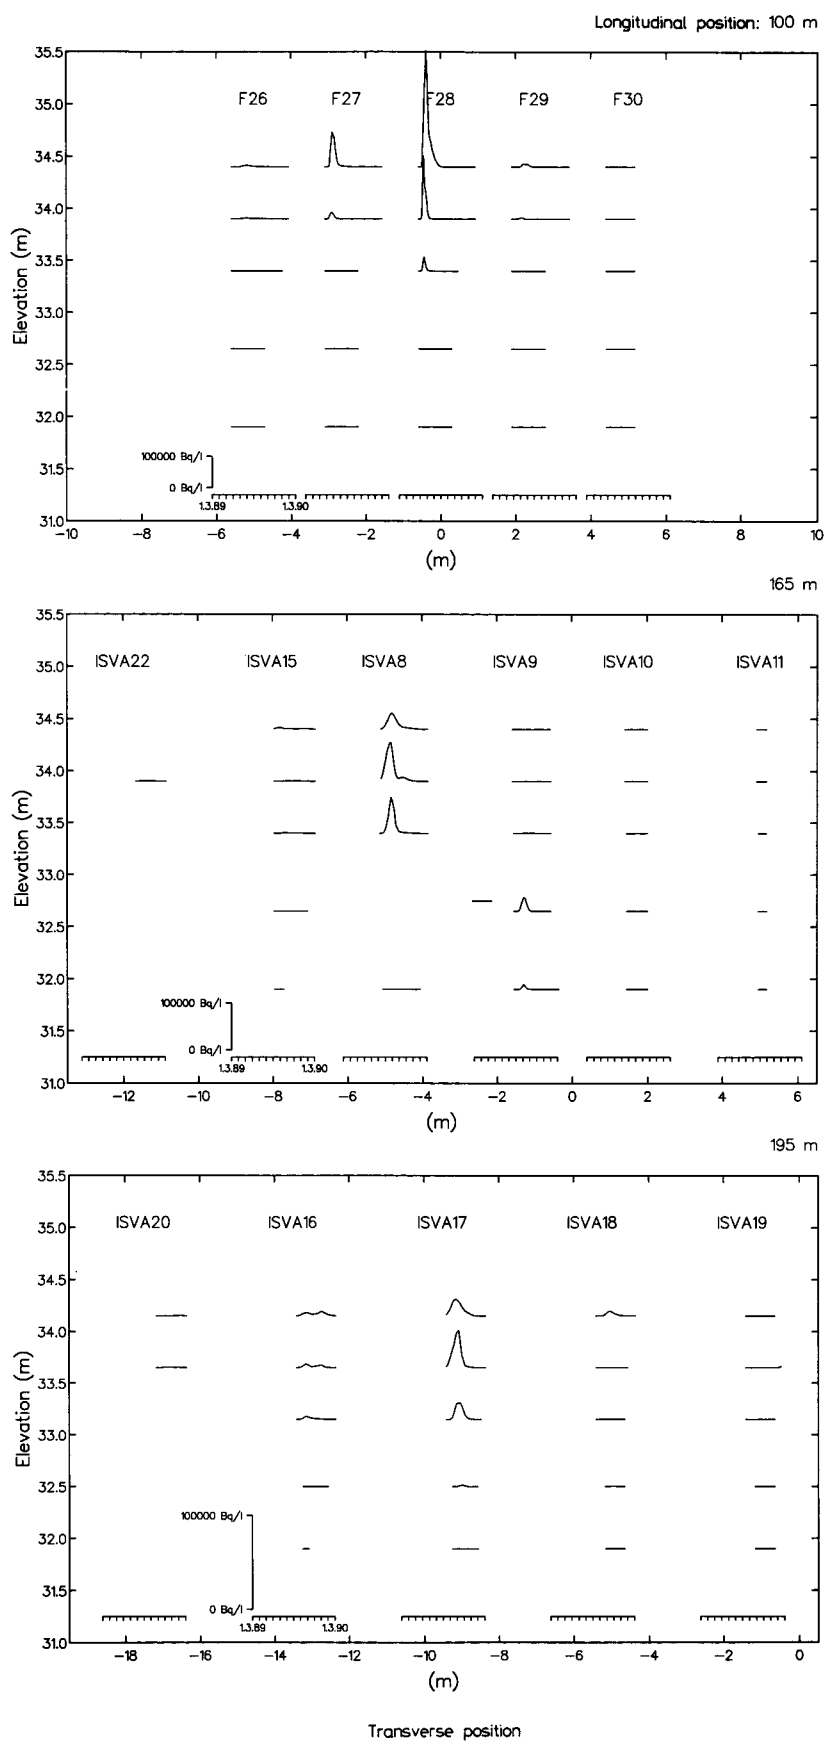 Longitudinal position: 100 m
35.5
F26 F27 F28 F29 F30
35.0
34.5
34.0
33.5
33.0
32.5
32.0
31.5
31.0
Elevation (m)
100000 Bq/l
0 Bq/l
1.3.89 1.3.90
-10 -8 -6 -4 -2 0 2 4 6 8 10
(m)
165 m
35.5
ISVA22 ISVA15 ISVA8 ISVA9 ISVA10 ISVA11
35.0
34.5
34.0
33.5
33.0
32.5
32.0
31.5
31.0
Elevation (m)
100000 Bq/l
0 Bq/l
1.3.89 1.3.90
-12 -10 -8 -6 -4 -2 0 2 4 6
(m)
195 m
35.5
ISVA20 ISVA16 ISVA17 ISVA18 ISVA19
35.0
34.5
34.0
33.5
33.0
32.5
32.0
31.5
31.0
Elevation (m)
100000 Bq/l
0 Bq/l
1.3.89 1.3.90
-18 -16 -14 -12 -10 -8 -6 -4 -2 0
(m)
Transverse position